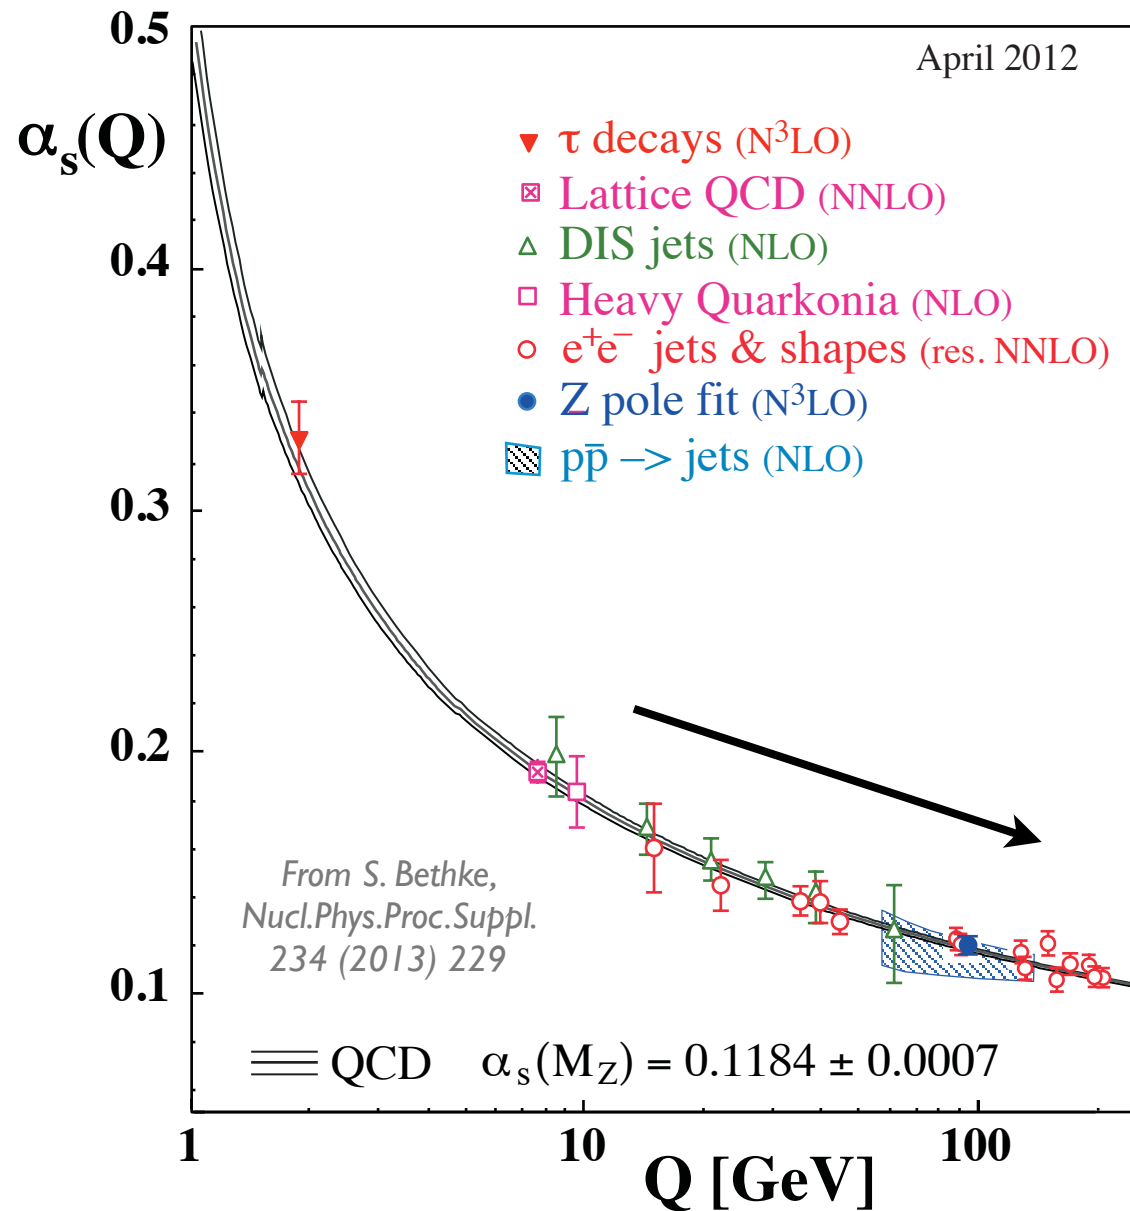 0.5
April 2012
αs(Q)
τ decays (N³LO)
Lattice QCD (NNLO)
DIS jets (NLO)
0.4
Heavy Quarkonia (NLO)
e⁺e⁻ jets & shapes (res. NNLO)
Z pole fit (N³LO)
pp̄ –> jets (NLO)
0.3
0.2
From S. Bethke,
Nucl.Phys.Proc.Suppl.
234 (2013) 229
0.1
QCD αs(MZ) = 0.1184 ± 0.0007
1 10 100
Q [GeV]